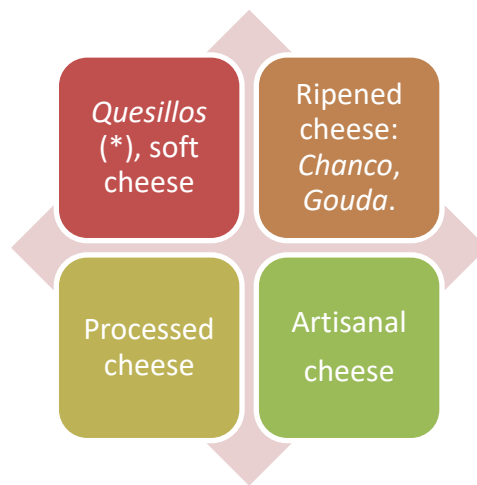 Quesillos
(*), soft
cheese
Ripened
cheese:
Chanco,
Gouda.
Processed
cheese
Artisanal
cheese